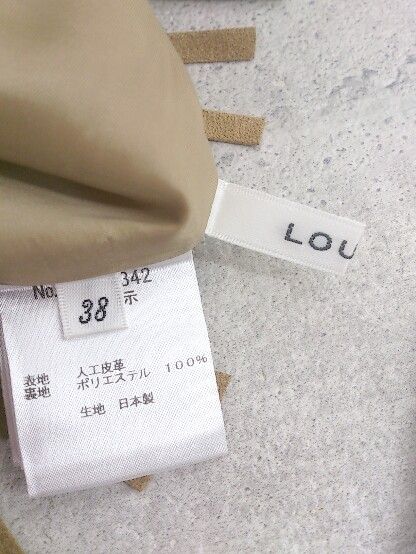 LOU
No. 342
示
38
表地 人工皮革
裏地 ポリエステル 100%
生地 日本製